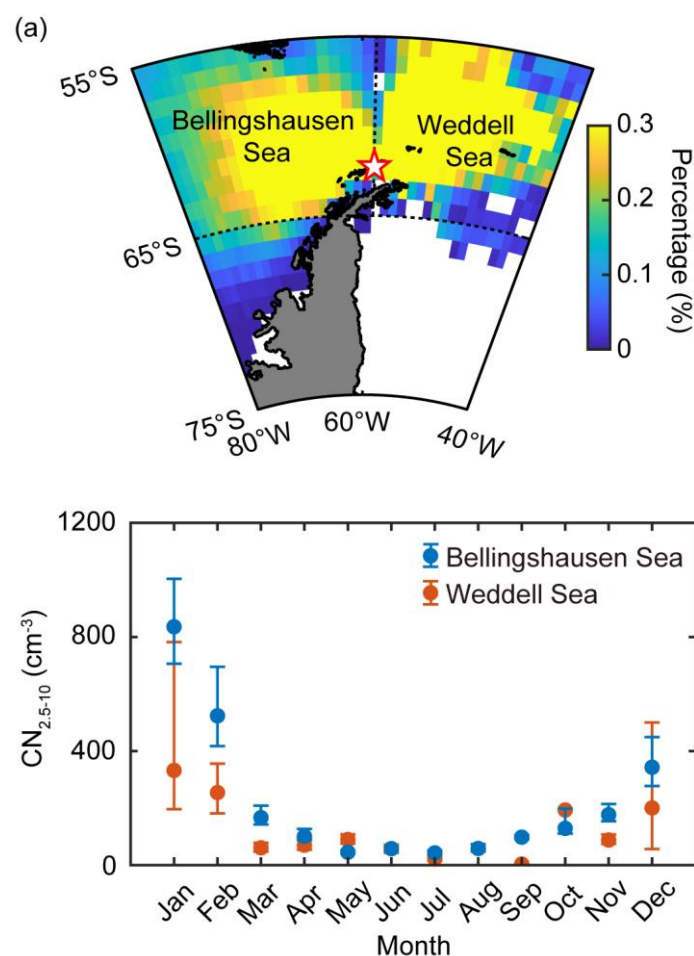 (a)
55°S
Bellingshausen
Sea
Weddell
Sea
65°S
75°S
80°W
60°W
40°W
0.3
0.2
0.1
0
Percentage (%)
1200
800
400
0
CN2.5-10 (cm-3)
Bellingshausen Sea
Weddell Sea
Jan
Feb
Mar
Apr
May
Jun
Jul
Aug
Sep
Oct
Nov
Dec
Month